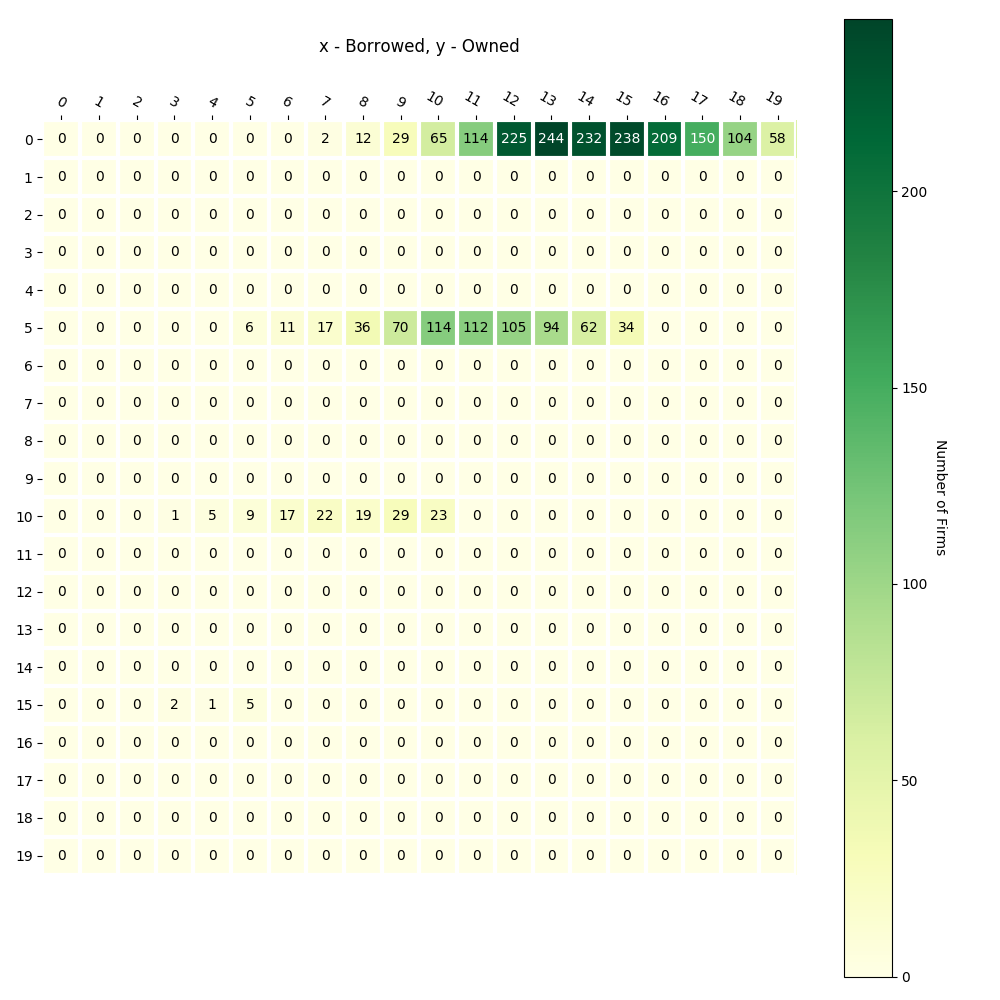 x - Borrowed, y - Owned
0 1 2 3 4 5 6 7 8 9 10 11 12 13 14 15 16 17 18 19
0 0 0 0 0 0 0 0 2 12 29 65 114 225 244 232 238 209 150 104 58
1 0 0 0 0 0 0 0 0 0 0 0 0 0 0 0 0 0 0 0 0
2 0 0 0 0 0 0 0 0 0 0 0 0 0 0 0 0 0 0 0 0
3 0 0 0 0 0 0 0 0 0 0 0 0 0 0 0 0 0 0 0 0
4 0 0 0 0 0 0 0 0 0 0 0 0 0 0 0 0 0 0 0 0
5 0 0 0 0 0 6 11 17 36 70 114 112 105 94 62 34 0 0 0 0
6 0 0 0 0 0 0 0 0 0 0 0 0 0 0 0 0 0 0 0 0
7 0 0 0 0 0 0 0 0 0 0 0 0 0 0 0 0 0 0 0 0
8 0 0 0 0 0 0 0 0 0 0 0 0 0 0 0 0 0 0 0 0
9 0 0 0 0 0 0 0 0 0 0 0 0 0 0 0 0 0 0 0 0
10 0 0 0 1 5 9 17 22 19 29 23 0 0 0 0 0 0 0 0 0
11 0 0 0 0 0 0 0 0 0 0 0 0 0 0 0 0 0 0 0 0
12 0 0 0 0 0 0 0 0 0 0 0 0 0 0 0 0 0 0 0 0
13 0 0 0 0 0 0 0 0 0 0 0 0 0 0 0 0 0 0 0 0
14 0 0 0 0 0 0 0 0 0 0 0 0 0 0 0 0 0 0 0 0
15 0 0 0 2 1 5 0 0 0 0 0 0 0 0 0 0 0 0 0 0
16 0 0 0 0 0 0 0 0 0 0 0 0 0 0 0 0 0 0 0 0
17 0 0 0 0 0 0 0 0 0 0 0 0 0 0 0 0 0 0 0 0
18 0 0 0 0 0 0 0 0 0 0 0 0 0 0 0 0 0 0 0 0
19 0 0 0 0 0 0 0 0 0 0 0 0 0 0 0 0 0 0 0 0
200
150
100
50
0
Number of Firms